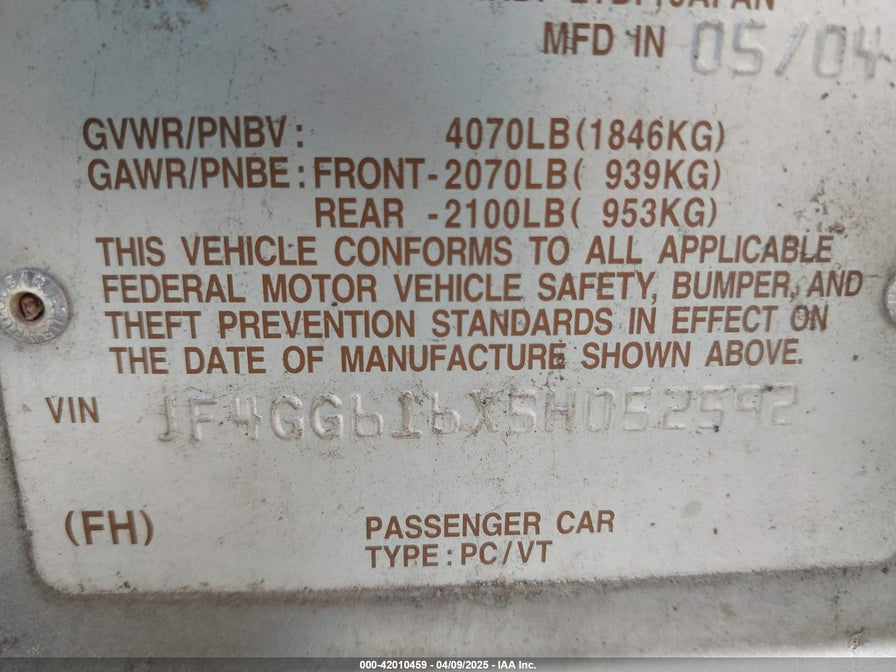 JAPAN
MFD IN 05/04
GVWR/PNBV: 4070LB(1846KG)
GAWR/PNBE: FRONT-2070LB( 939KG)
REAR -2100LB( 953KG)
THIS VEHICLE CONFORMS TO ALL APPLICABLE
FEDERAL MOTOR VEHICLE SAFETY, BUMPER, AND
THEFT PREVENTION STANDARDS IN EFFECT ON
THE DATE OF MANUFACTURE SHOWN ABOVE.
VIN JF4GG616X5H052592
(FH) PASSENGER CAR
TYPE: PC/VT
000-42010459 - 04/09/2025 - © IAA Inc.